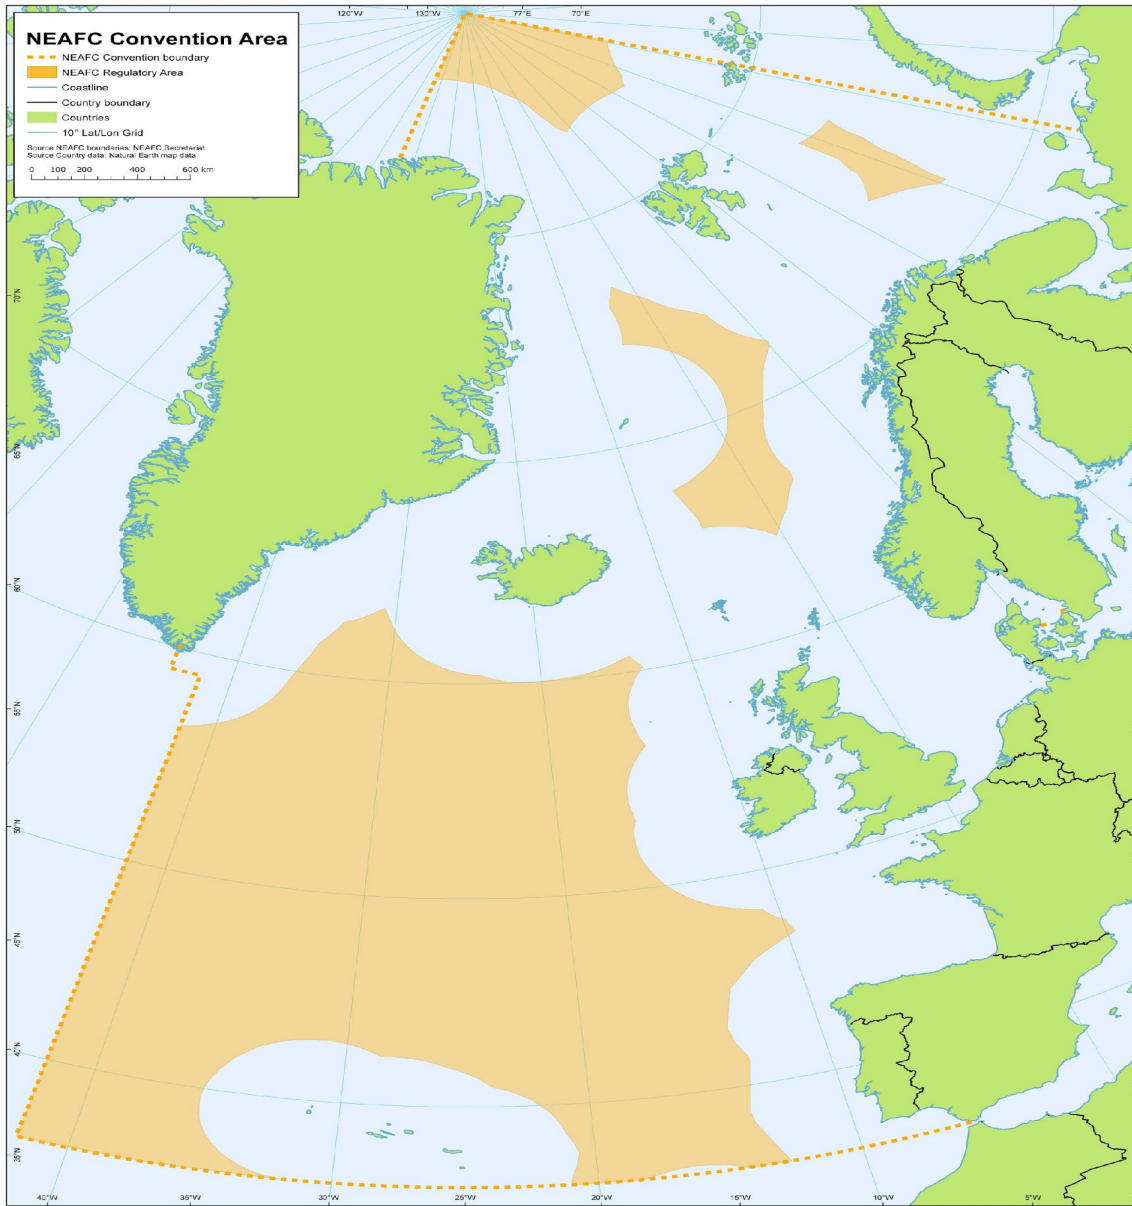 120°W
130°W
77°E
70°E
NEAFC Convention Area
NEAFC Convention boundary
NEAFC Regulatory Area
Coastline
Country boundary
Countries
10° Lat/Lon Grid
Source NEAFC boundaries: NEAFC Secretariat
Source Country data: Natural Earth map data
0 100 200 400 600 km
70°N
65°N
60°N
55°N
50°N
45°N
40°N
35°N
40°W
35°W
30°W
25°W
20°W
15°W
10°W
5°W